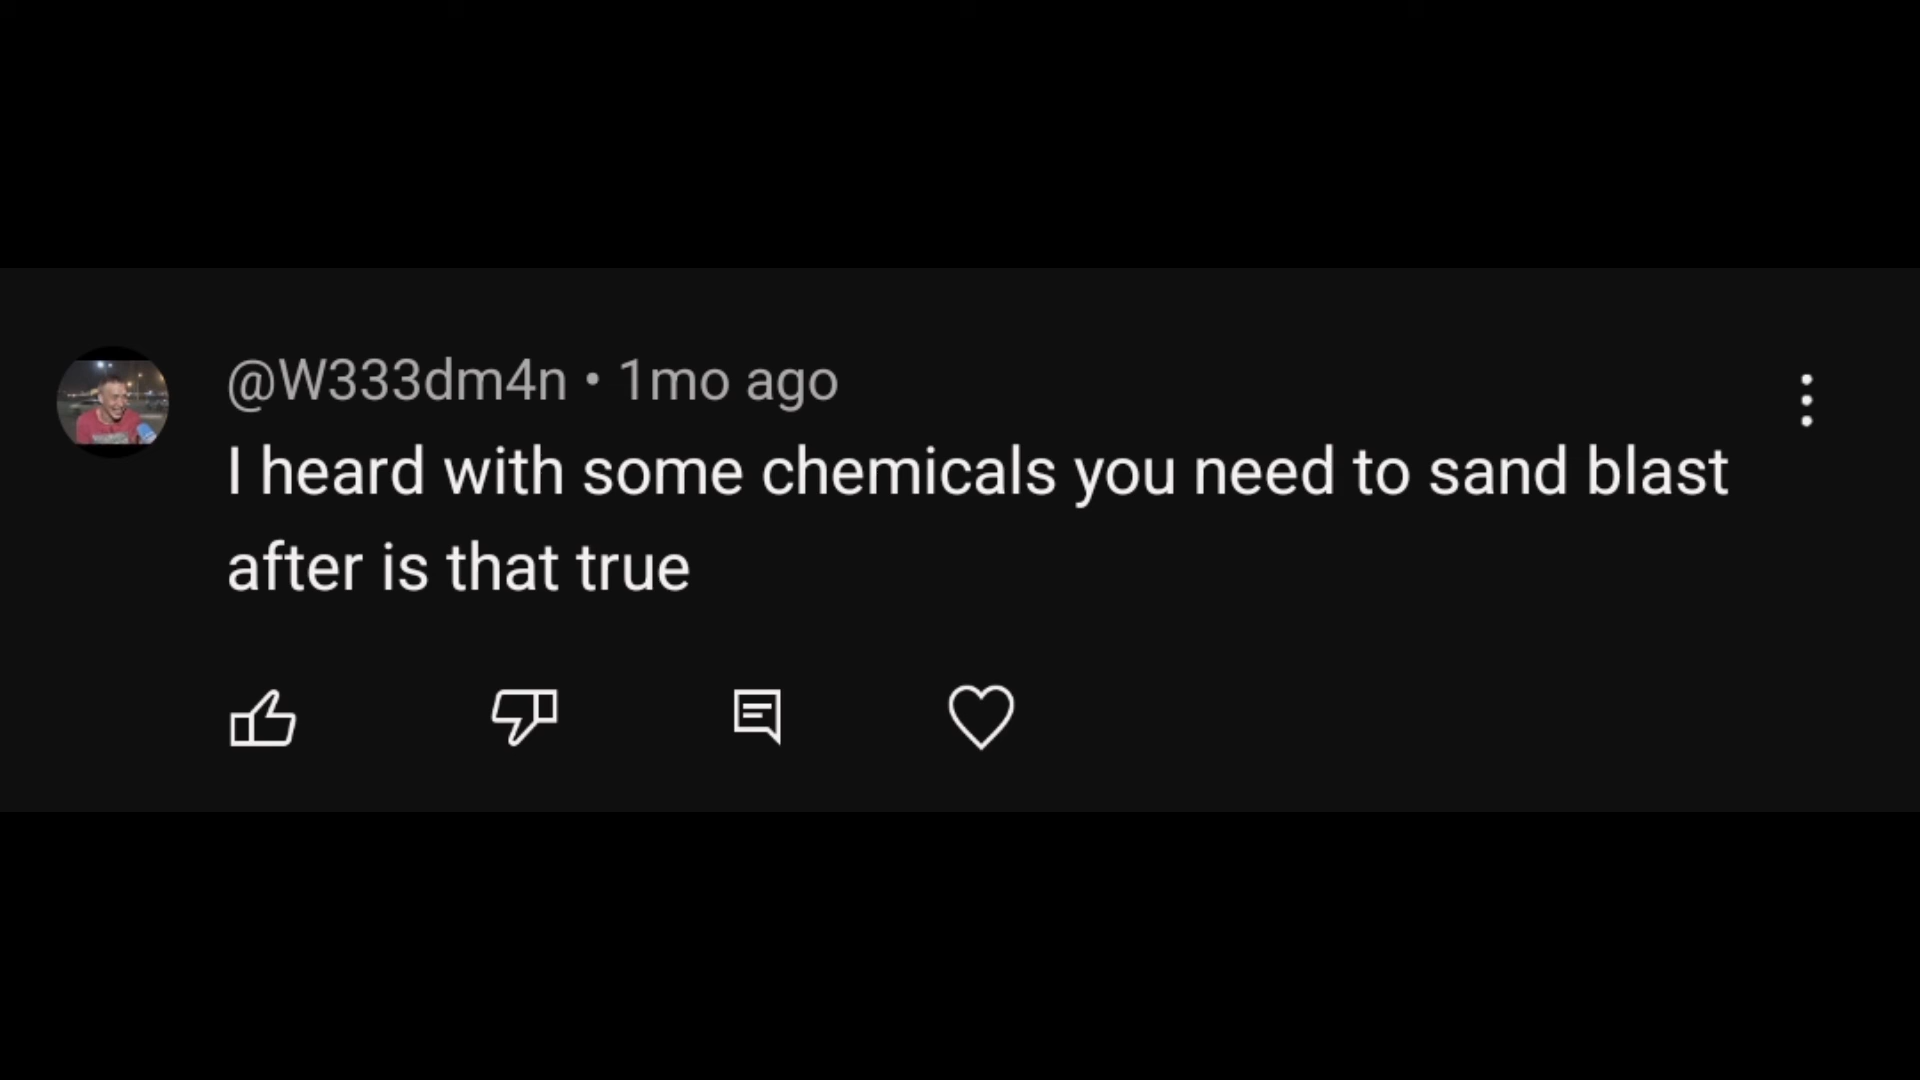 @W333dm4n • 1mo ago
I heard with some chemicals you need to sand blast
after is that true